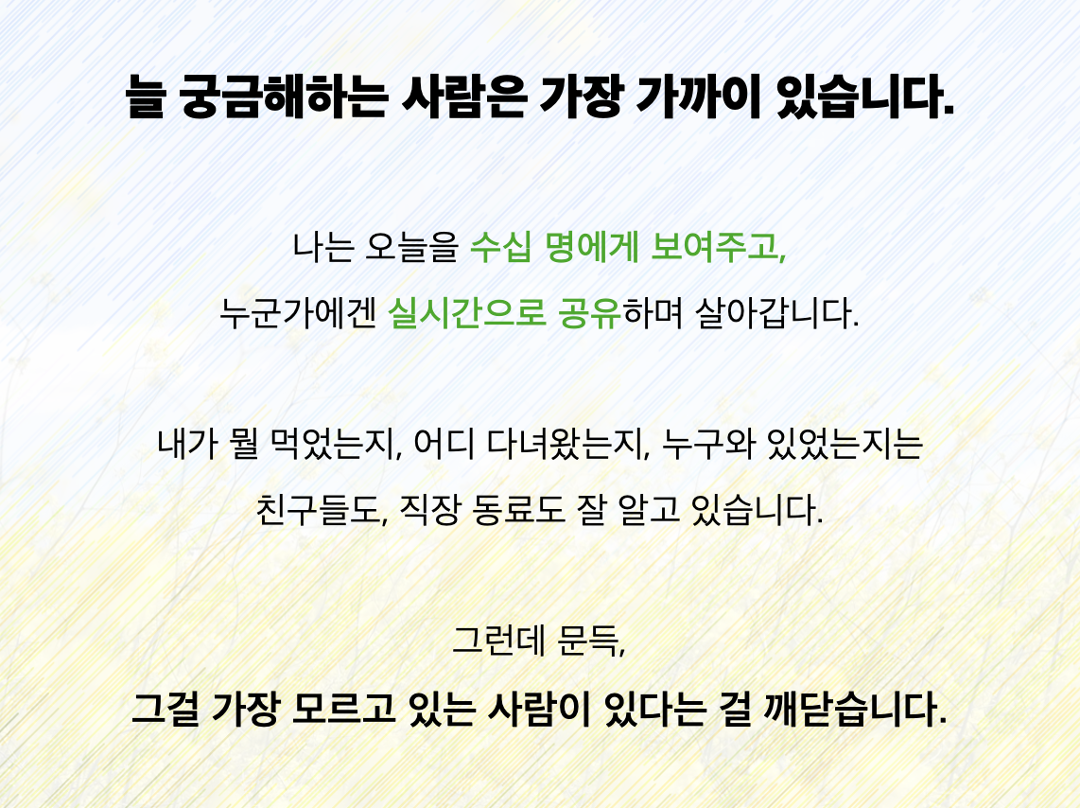 늘 궁금해하는 사람은 가장 가까이 있습니다.
나는 오늘을 수십 명에게 보여주고,
누군가에겐 실시간으로 공유하며 살아갑니다.
내가 뭘 먹었는지, 어디 다녀왔는지, 누구와 있었는지는
친구들도, 직장 동료도 잘 알고 있습니다.
그런데 문득,
그걸 가장 모르고 있는 사람이 있다는 걸 깨닫습니다.